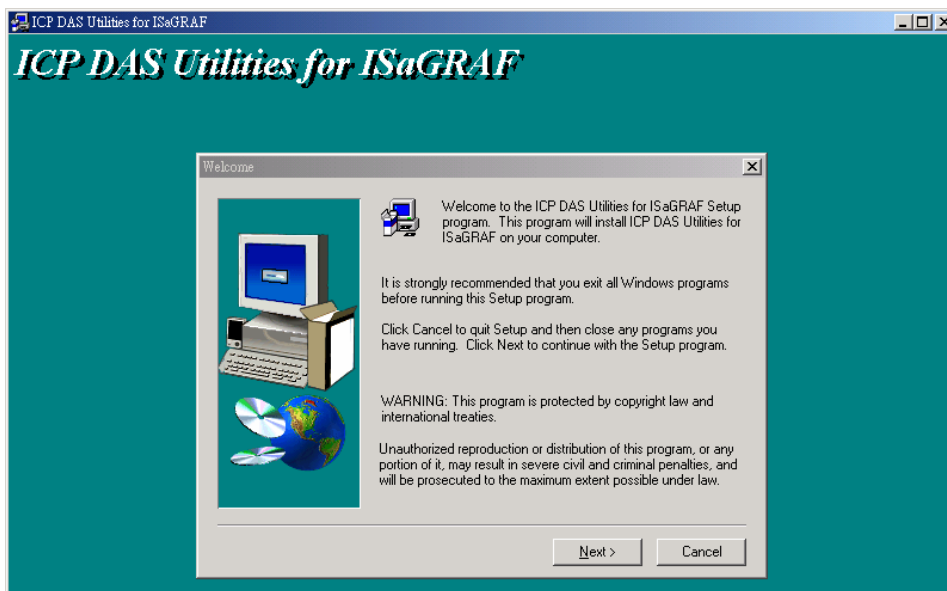 ICP DAS Utilities for ISaGRAF
ICP DAS Utilities for ISaGRAF
Welcome
Welcome to the ICP DAS Utilities for ISaGRAF Setup
program. This program will install ICP DAS Utilities for
ISaGRAF on your computer.
It is strongly recommended that you exit all Windows programs
before running this Setup program.
Click Cancel to quit Setup and then close any programs you
have running. Click Next to continue with the Setup program.
WARNING: This program is protected by copyright law and
international treaties.
Unauthorized reproduction or distribution of this program, or any
portion of it, may result in severe civil and criminal penalties, and
will be prosecuted to the maximum extent possible under law.
Next >
Cancel